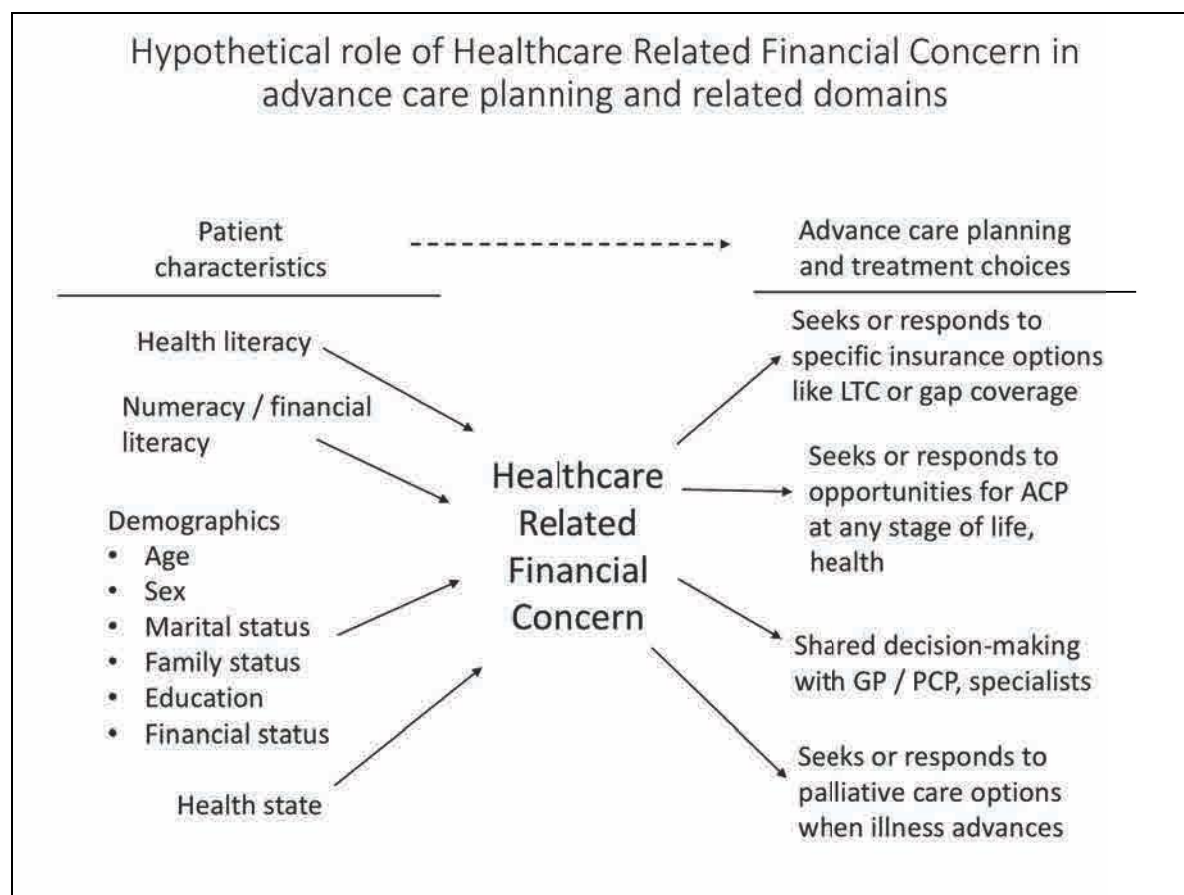 Hypothetical role of Healthcare Related Financial Concern in
advance care planning and related domains
Patient
characteristics
Advance care planning
and treatment choices
Health literacy
Numeracy / financial
literacy
Demographics
• Age
• Sex
• Marital status
• Family status
• Education
• Financial status
Health state
Healthcare
Related
Financial
Concern
Seeks or responds to
specific insurance options
like LTC or gap coverage
Seeks or responds to
opportunities for ACP
at any stage of life,
health
Shared decision-making
with GP / PCP, specialists
Seeks or responds to
palliative care options
when illness advances